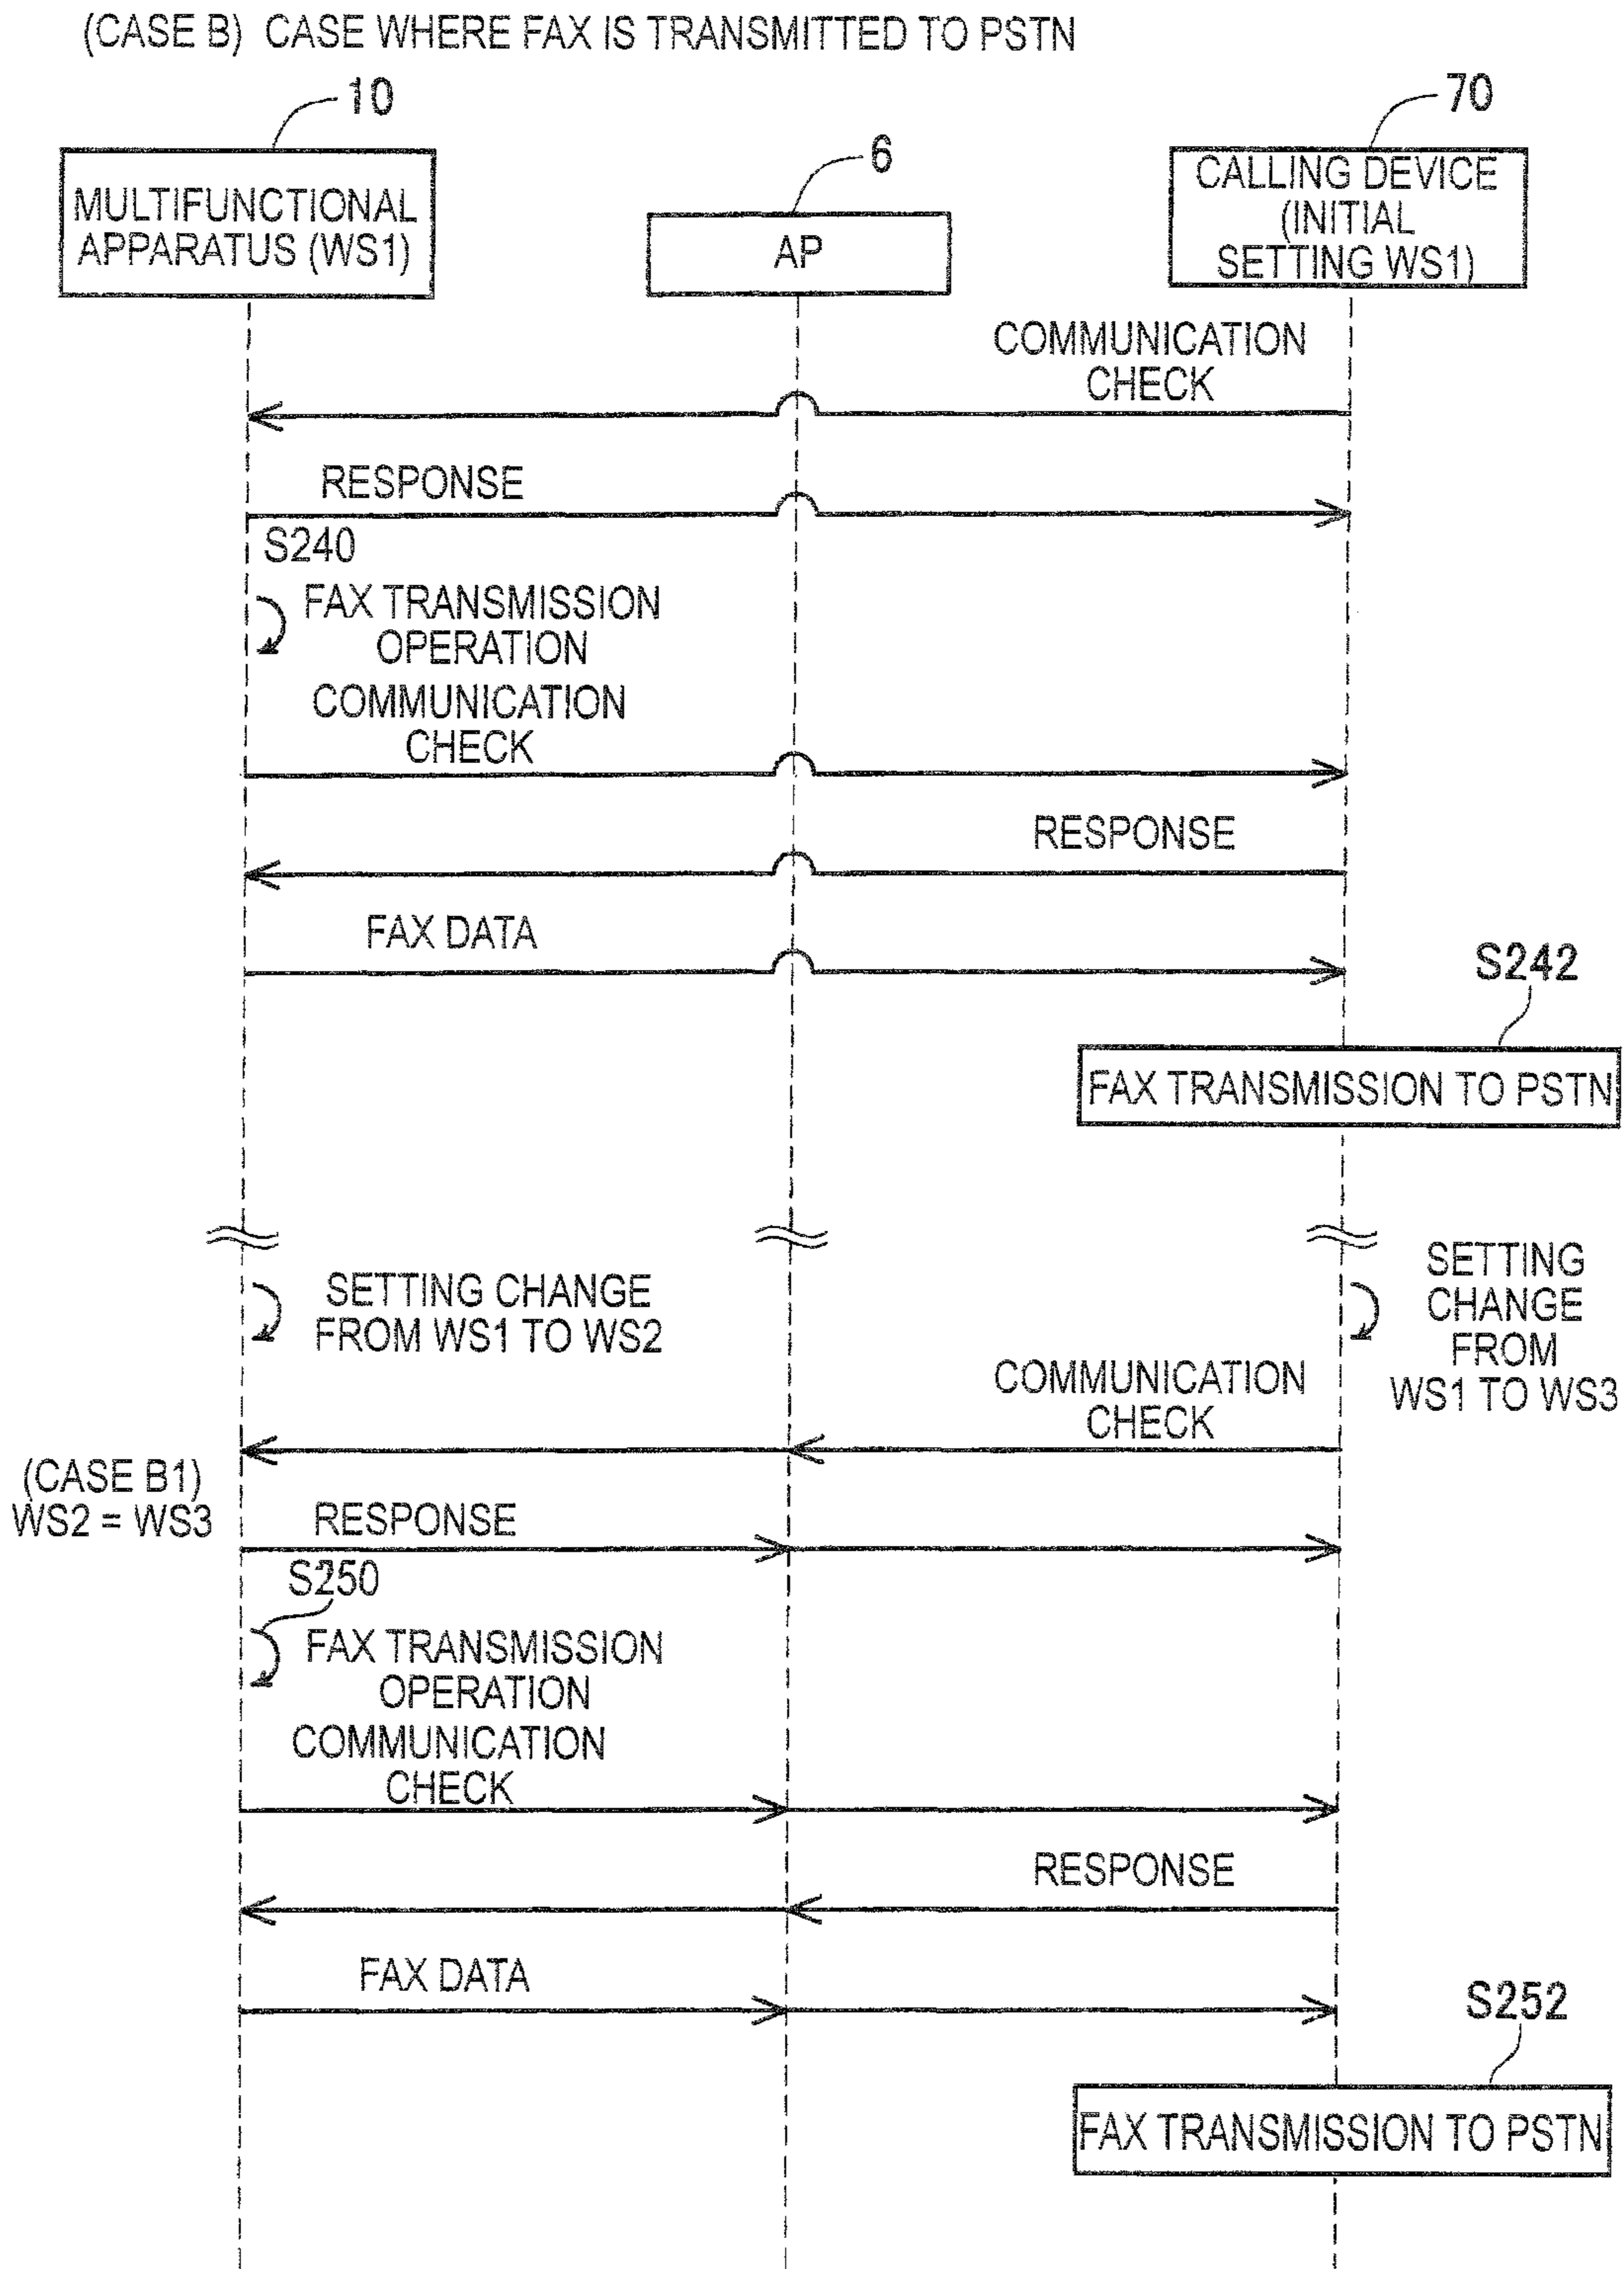 (CASE B) CASE WHERE FAX IS TRANSMITTED TO PSTN
10
6
70
MULTIFUNCTIONAL
APPARATUS (WS1)
AP
CALLING DEVICE
(INITIAL
SETTING WS1)
COMMUNICATION
CHECK
RESPONSE
S240
FAX TRANSMISSION
OPERATION
COMMUNICATION
CHECK
RESPONSE
FAX DATA
S242
FAX TRANSMISSION TO PSTN
SETTING CHANGE
FROM WS1 TO WS2
SETTING
CHANGE
FROM
WS1 TO WS3
COMMUNICATION
CHECK
(CASE B1)
WS2 = WS3
RESPONSE
S250
FAX TRANSMISSION
OPERATION
COMMUNICATION
CHECK
RESPONSE
FAX DATA
S252
FAX TRANSMISSION TO PSTN